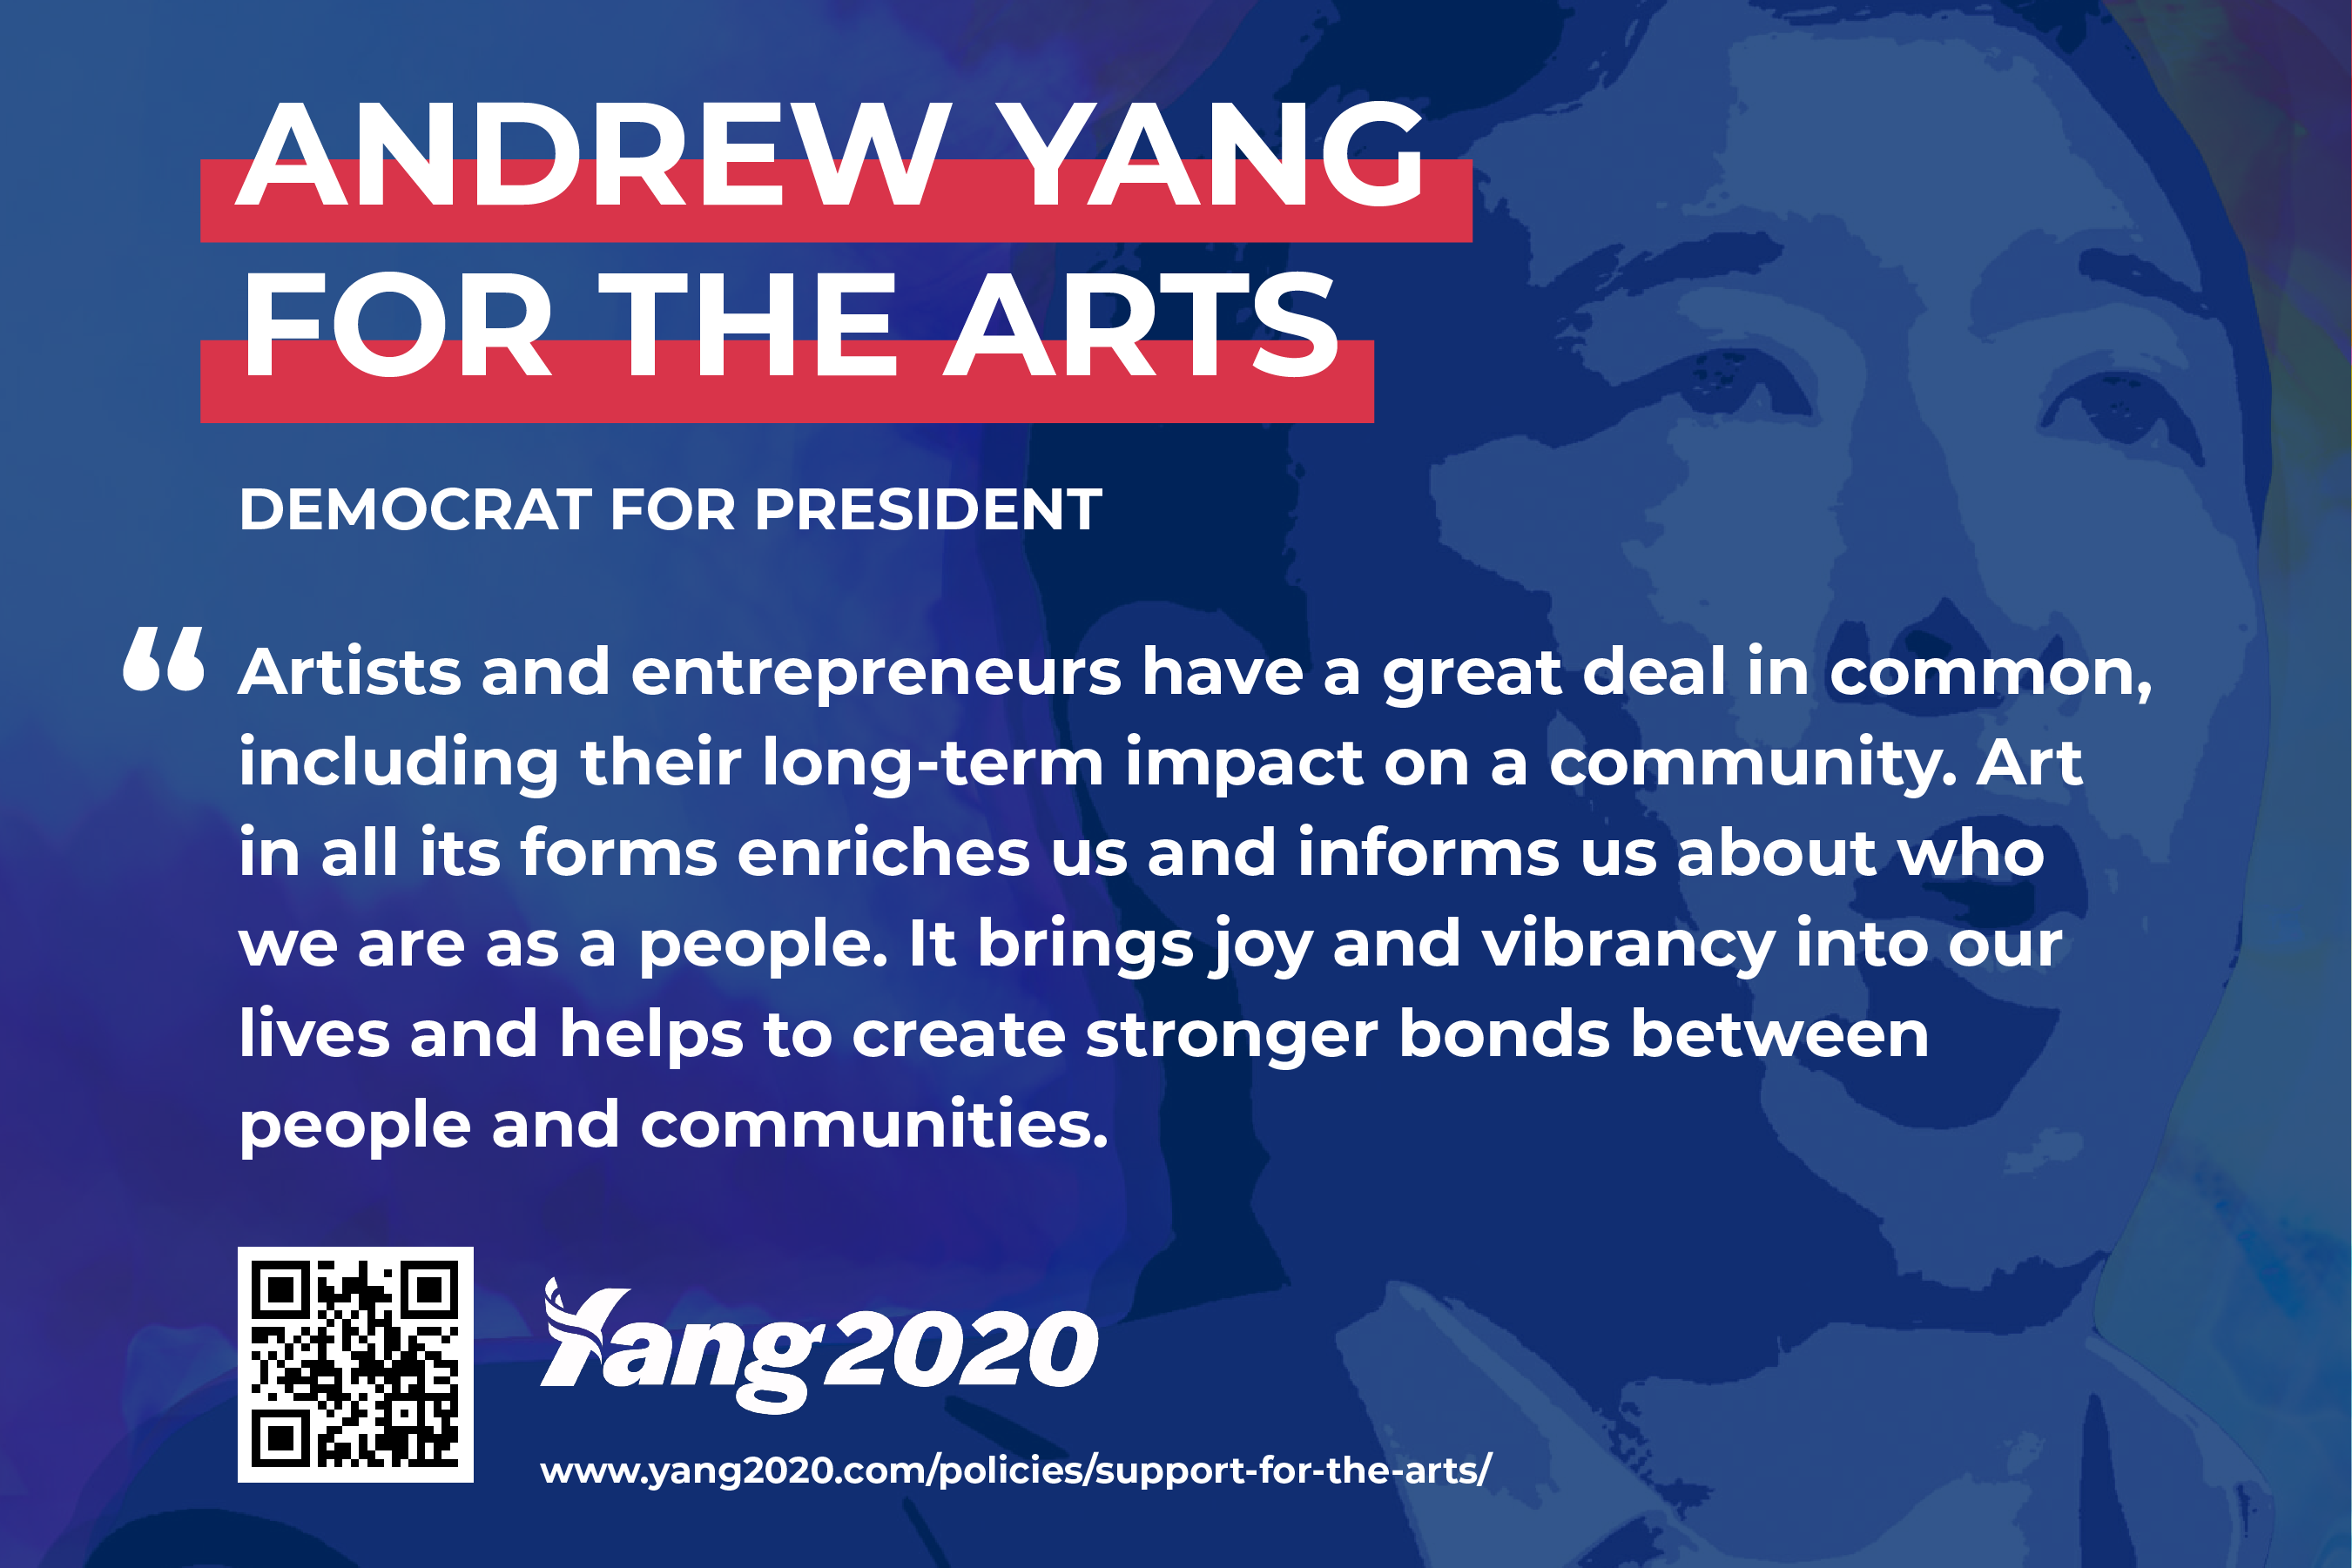 ANDREW YANG
FOR THE ARTS
DEMOCRAT FOR PRESIDENT
“Artists and entrepreneurs have a great deal in common,
including their long-term impact on a community. Art
in all its forms enriches us and informs us about who
we are as a people. It brings joy and vibrancy into our
lives and helps to create stronger bonds between
people and communities.
Yang2020
www.yang2020.com/policies/support-for-the-arts/